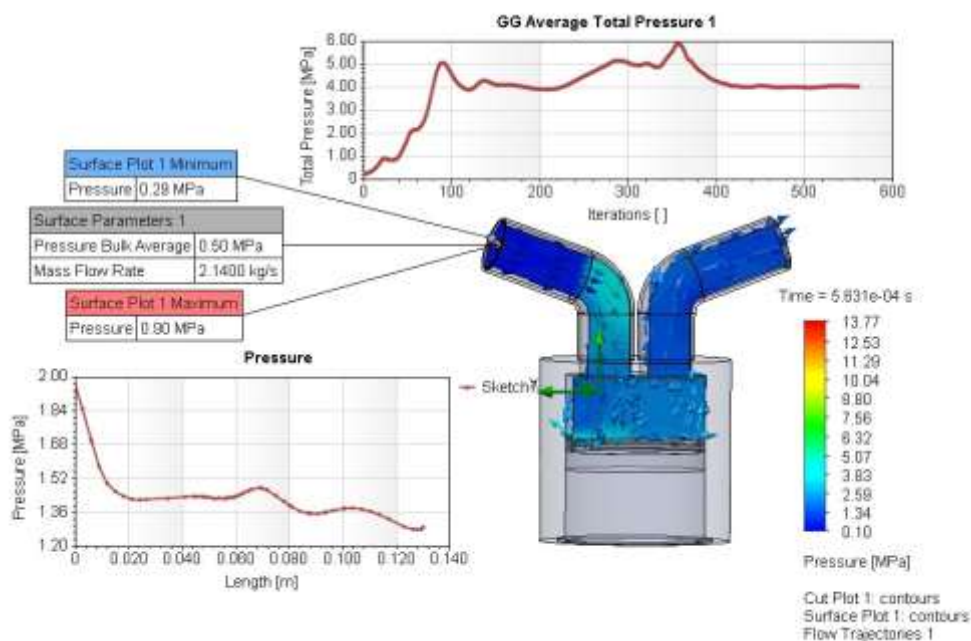 GG Average Total Pressure 1
Total Pressure [MPa]
6.00
5.00
4.00
3.00
2.00
1.00
0
0 100 200 300 400 500 600
Iterations [ ]
Surface Plot 1 Minimum
Pressure 0.29 MPa
Surface Parameters 1
Pressure Bulk Average 0.50 MPa
Mass Flow Rate 2.1400 kg/s
Surface Plot 1 Maximum
Pressure 0.90 MPa
Pressure
Pressure [MPa]
2.00
1.84
1.68
1.52
1.36
1.20
0 0.020 0.040 0.060 0.080 0.100 0.120 0.140
Length [m]
Sketch7
Y
Time = 5.631e-04 s
13.77
12.53
11.29
10.04
8.80
7.56
6.32
5.07
3.83
2.59
1.34
0.10
Pressure [MPa]
Cut Plot 1: contours
Surface Plot 1: contours
Flow Trajectories 1